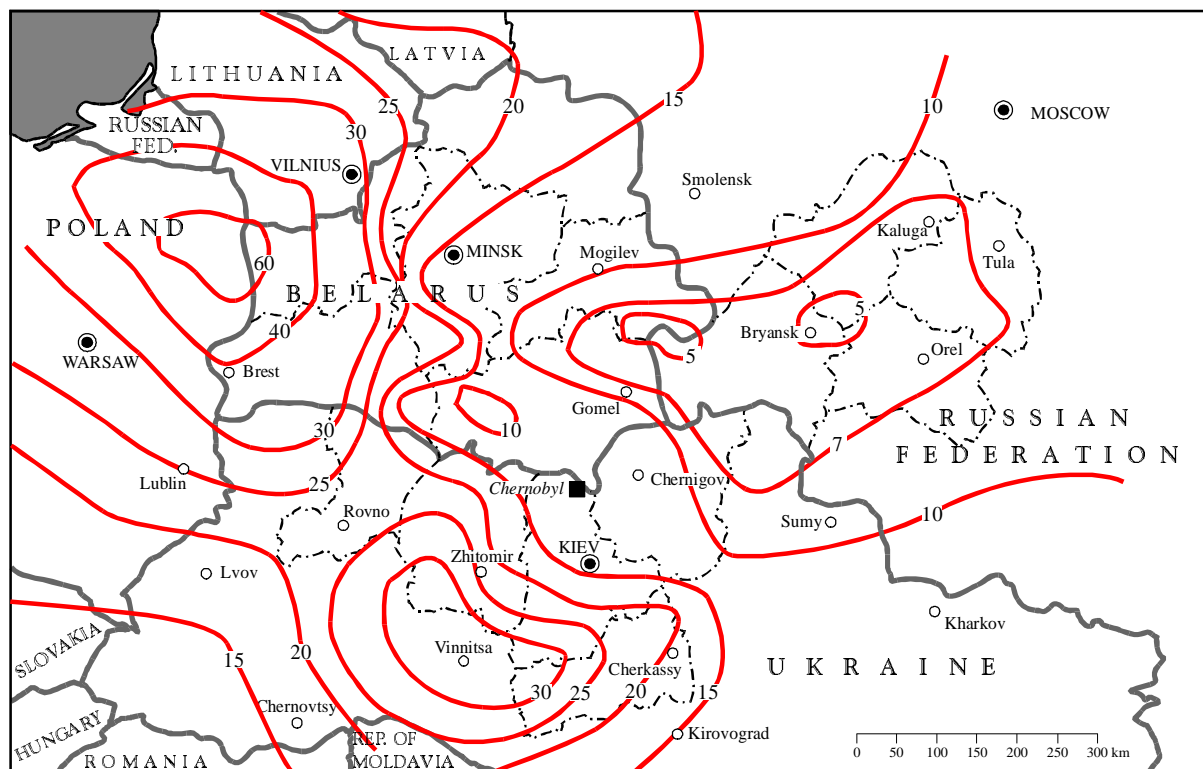 LATVIA
LITHUANIA
25
20
15
10
MOSCOW
RUSSIAN
FED.
30
VILNIUS
Smolensk
POLAND
Kaluga
Tula
60
MINSK
Mogilev
BELARUS
40
5
Bryansk
WARSAW
Brest
5
Orel
Gomel
10
RUSSIAN
FEDERATION
30
7
Lublin
25
Chernobyl
Chernigov
10
Rovno
Sumy
Zhitomir
KIEV
Lvov
Kharkov
SLOVAKIA
15
20
Vinnitsa
Cherkassy
UKRAINE
30
25
20
15
HUNGARY
Chernovtsy
Kirovograd
REP. OF
MOLDAVIA
ROMANIA
0 50 100 150 200 250 300 km